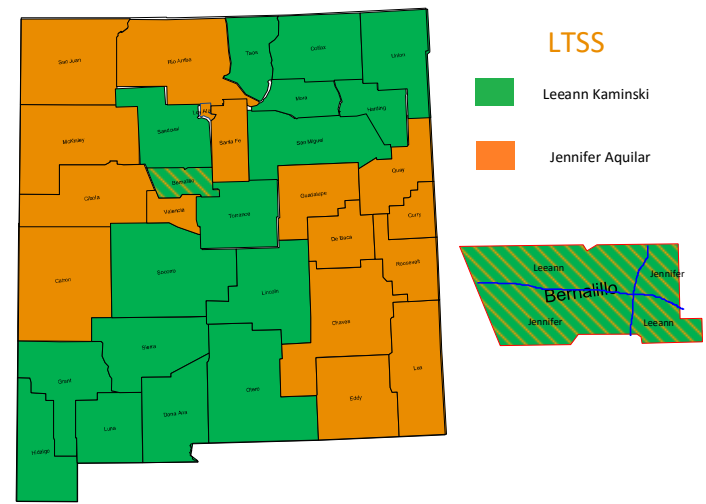 LTSS
Leeann Kaminski
Jennifer Aquilar
San Juan
Rio Arriba
Taos
Colfax
Union
Mora
Harding
Sandoval
McKinley
Santa Fe
San Miguel
Quay
Bernalillo
Guadalupe
Cibola
Valencia
Torrance
Curry
De Baca
Roosevelt
Catron
Socorro
Lincoln
Chaves
Sierra
Grant
Otero
Lea
Eddy
Dona Ana
Luna
Hidalgo
Leeann
Jennifer
Bernalillo
Jennifer
Leeann